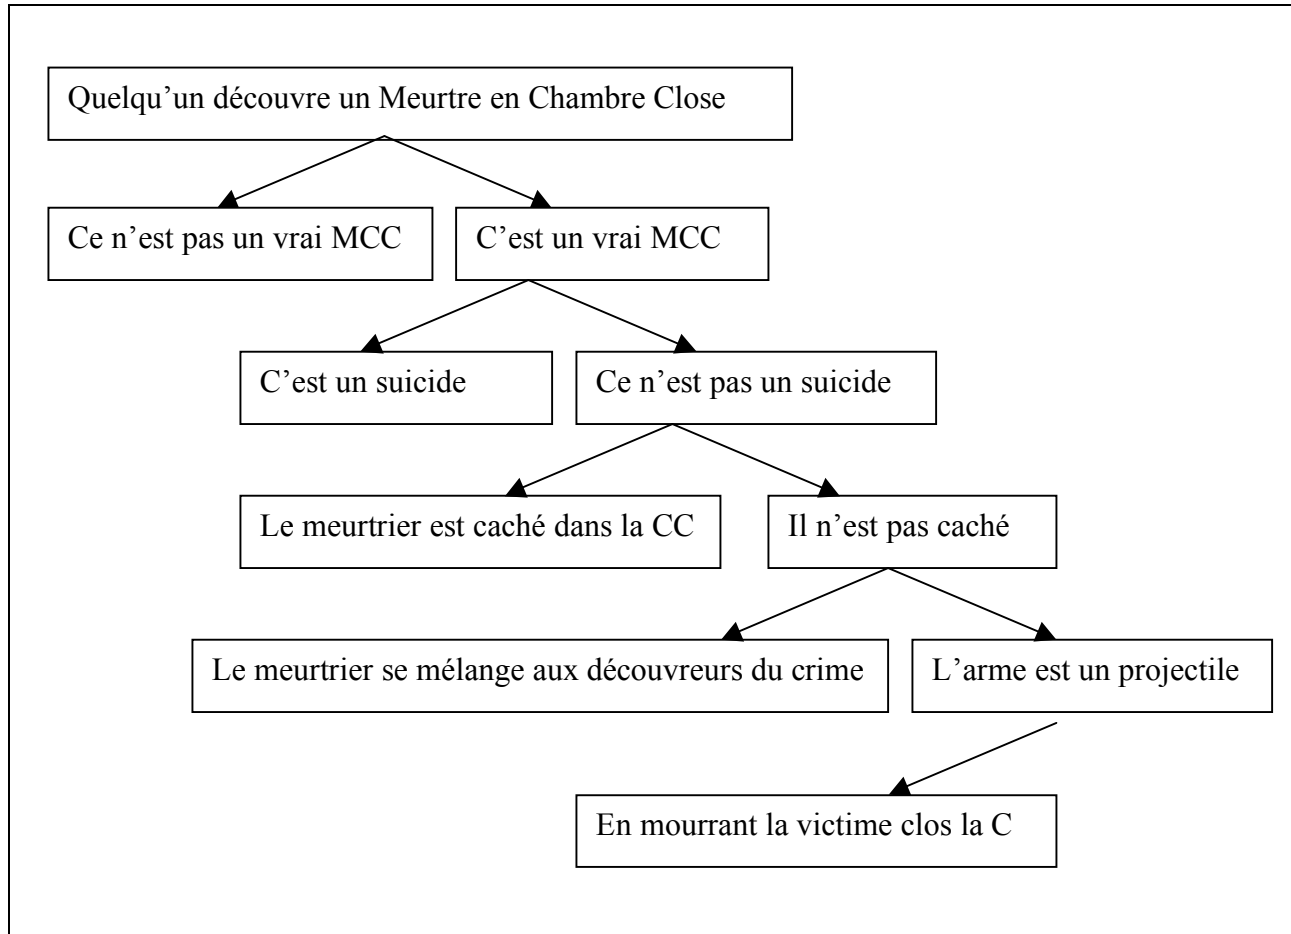 Quelqu’un découvre un Meurtre en Chambre Close
Ce n’est pas un vrai MCC
C’est un vrai MCC
C’est un suicide
Ce n’est pas un suicide
Le meurtrier est caché dans la CC
Il n’est pas caché
Le meurtrier se mélange aux découvreurs du crime
L’arme est un projectile
En mourrant la victime clos la C